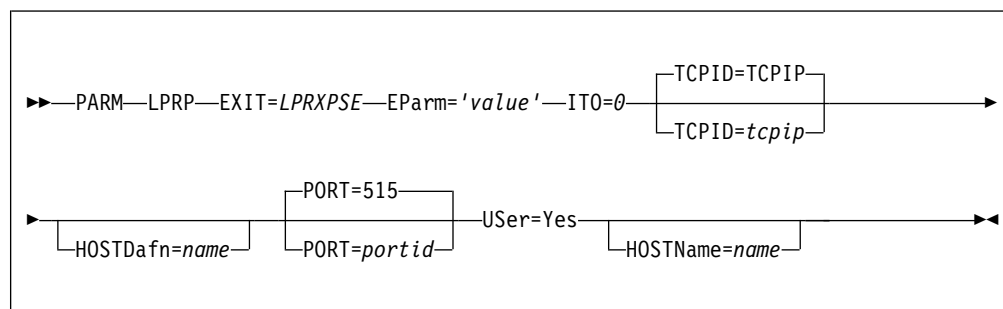 TCPID=TCPIP
PARM LPRP EXIT=LPRXPSE EParm='value' ITO=0
TCPID=tcpip
PORT=515
USer=Yes
HOSTDafn=name PORT=portid HOSTName=name